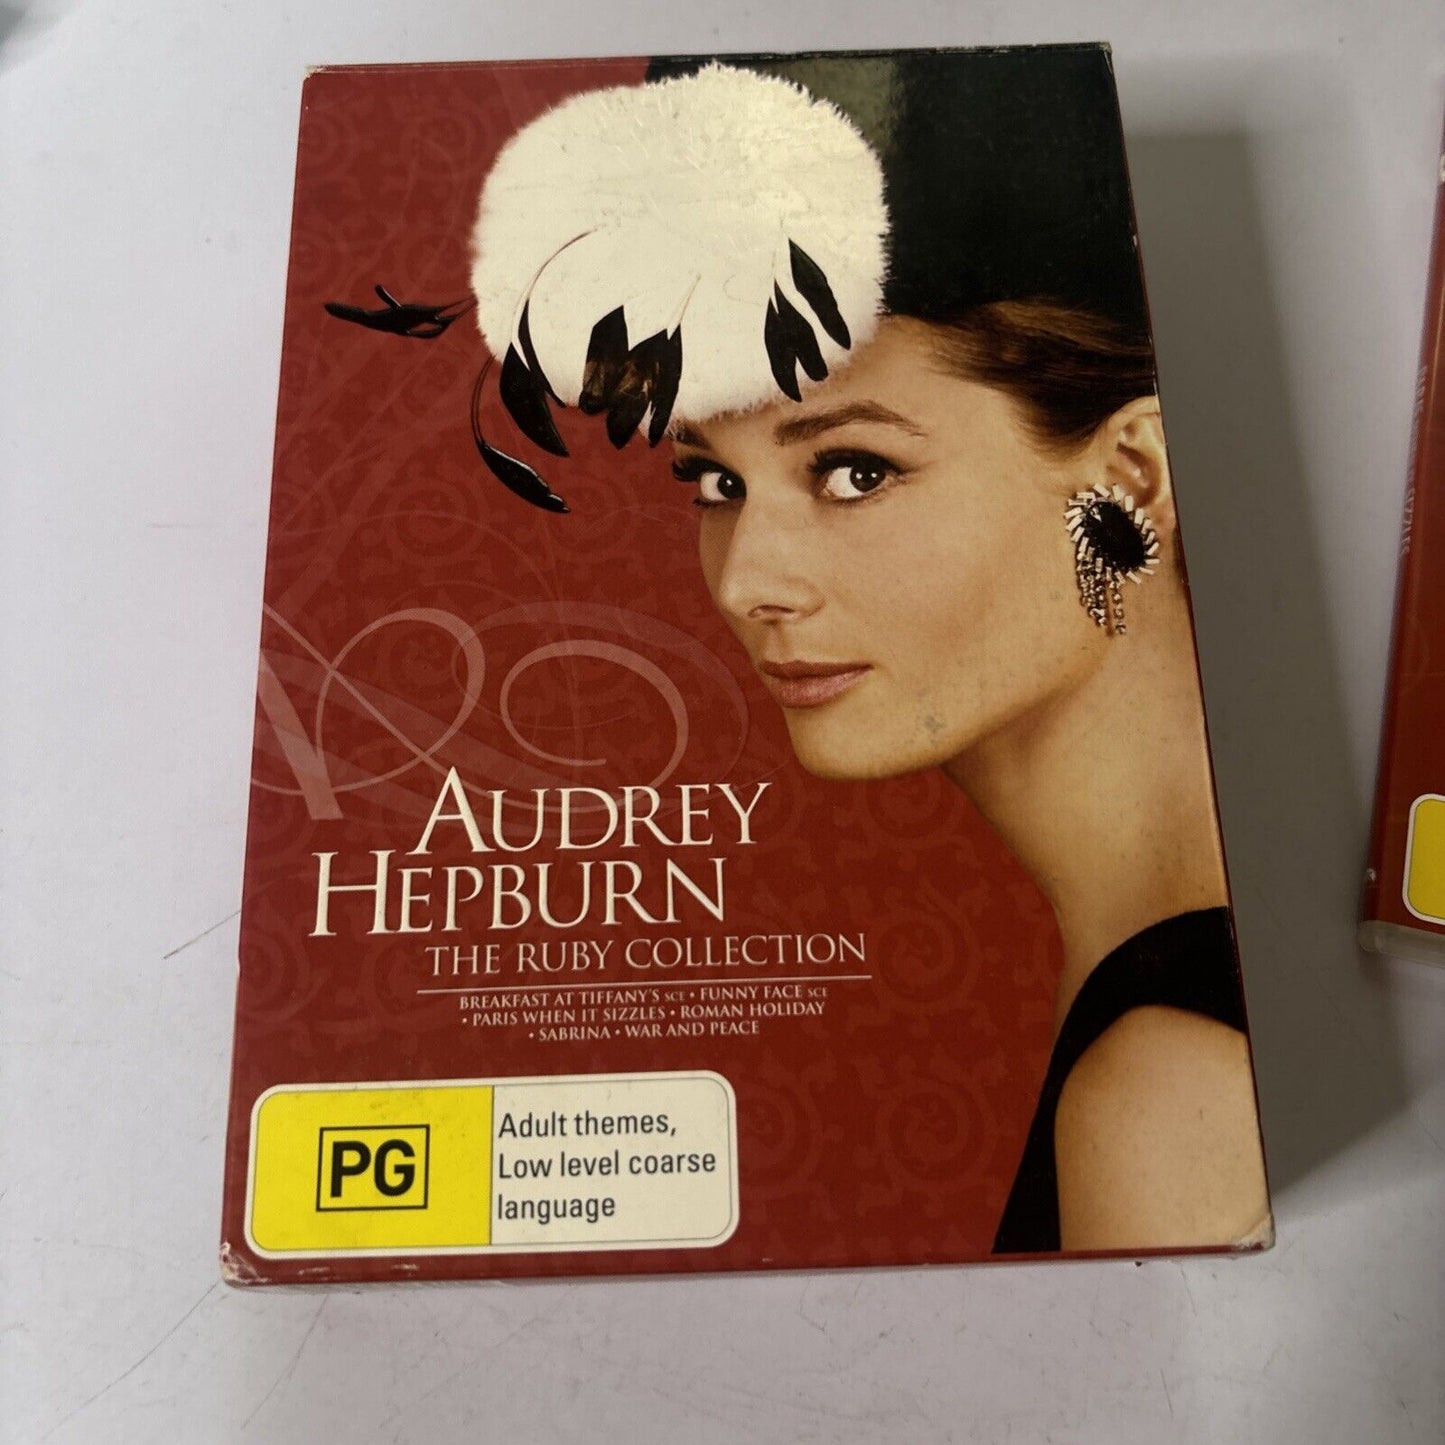 AUDREY
HEPBURN
THE RUBY COLLECTION
BREAKFAST AT TIFFANY'S SCE • FUNNY FACE SCE
• PARIS WHEN IT SIZZLES • ROMAN HOLIDAY
• SABRINA • WAR AND PEACE
PG
Adult themes,
Low level coarse
language